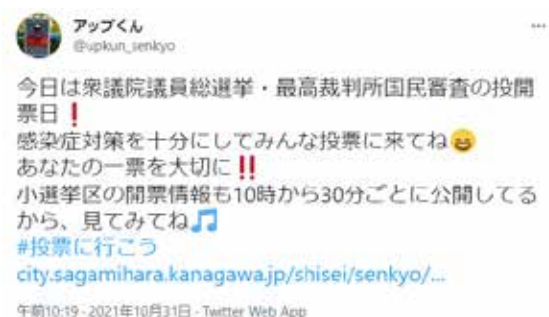 アップくん
@upkun_senkyo
今日は衆議院議員総選挙・最高裁判所国民審査の投開
票日❗
感染症対策を十分にしてみんな投票に来てね😄
あなたの一票を大切に‼️
小選挙区の開票情報も10時から30分ごとに公開してる
から、見てみてね🎵
#投票に行こう
city.sagamihara.kanagawa.jp/shisei/senkyo/...
午前10:19 · 2021年10月31日 · Twitter Web App